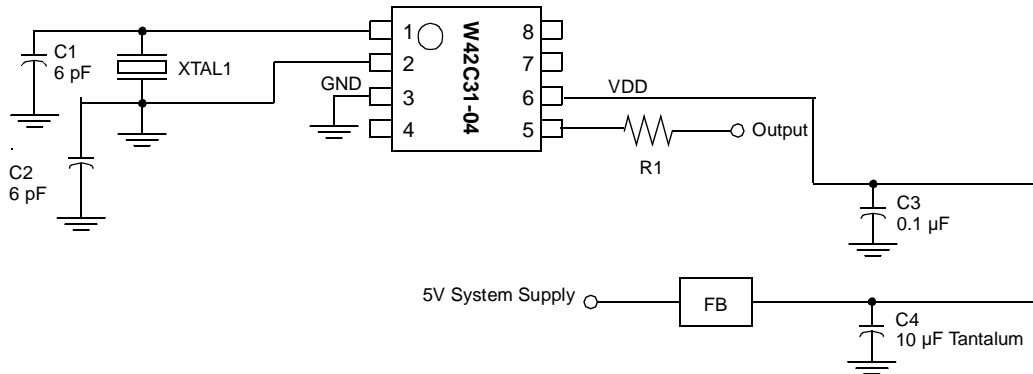 C1
6 pF
XTAL1
C2
6 pF
GND
1
2
3
4
W42C31-04
8
7
6
5
VDD
R1
Output
C3
0.1 µF
5V System Supply
FB
C4
10 µF Tantalum